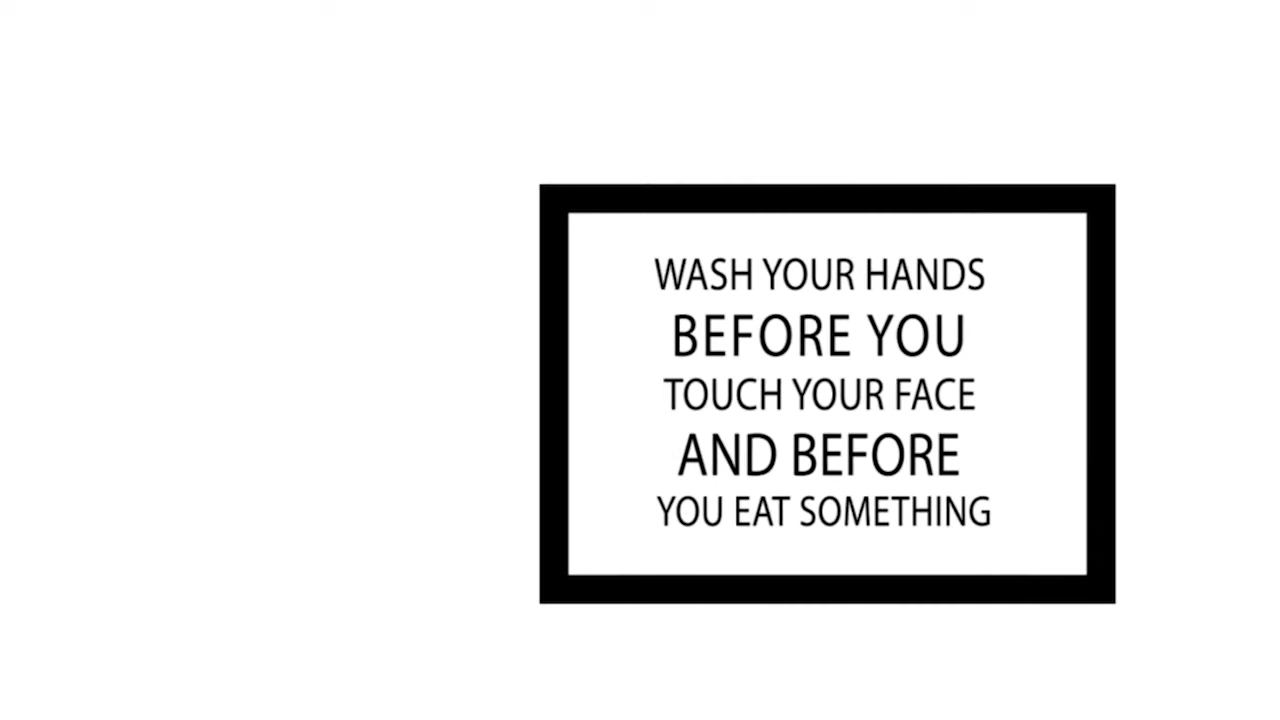 WASH YOUR HANDS
BEFORE YOU
TOUCH YOUR FACE
AND BEFORE
YOU EAT SOMETHING